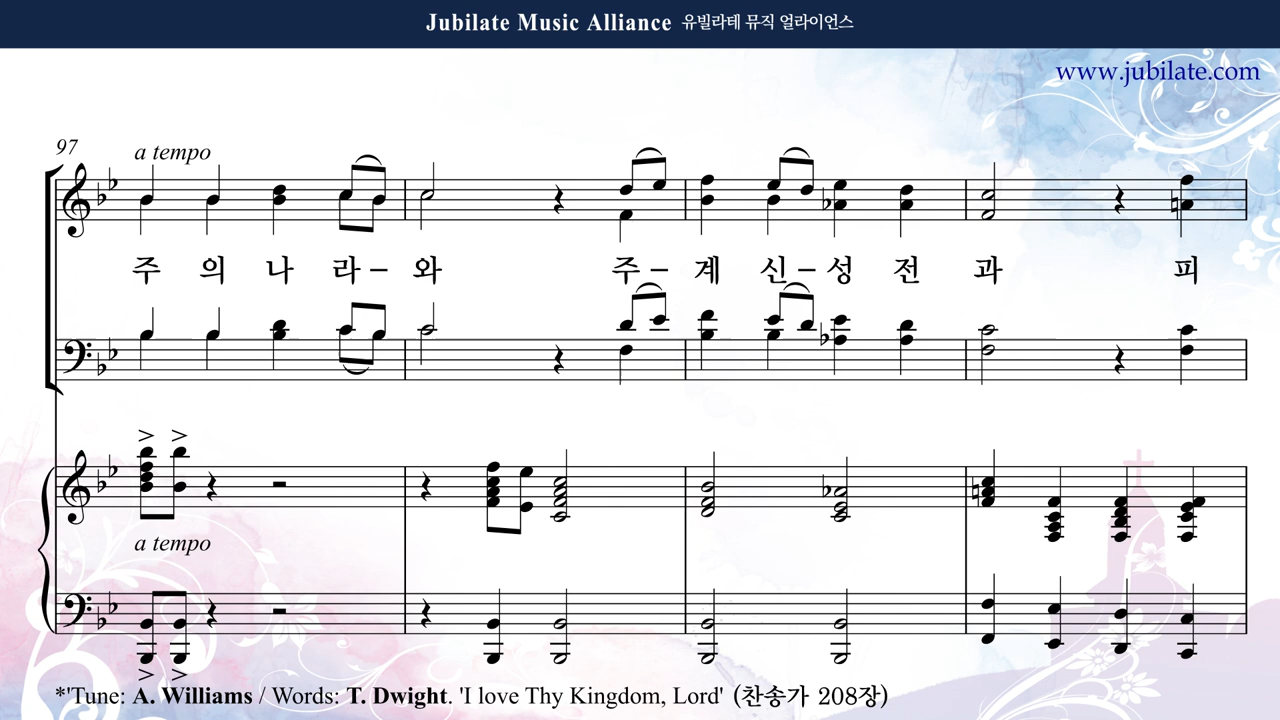 Jubilate Music Alliance 유빌라테 뮤직 얼라이언스
www.jubilate.com
97
a tempo
주 의 나 라 – 와 주 – 계 신 – 성 전 과 피
a tempo
*'Tune: A. Williams / Words: T. Dwight. 'I love Thy Kingdom, Lord' (찬송가 208장)